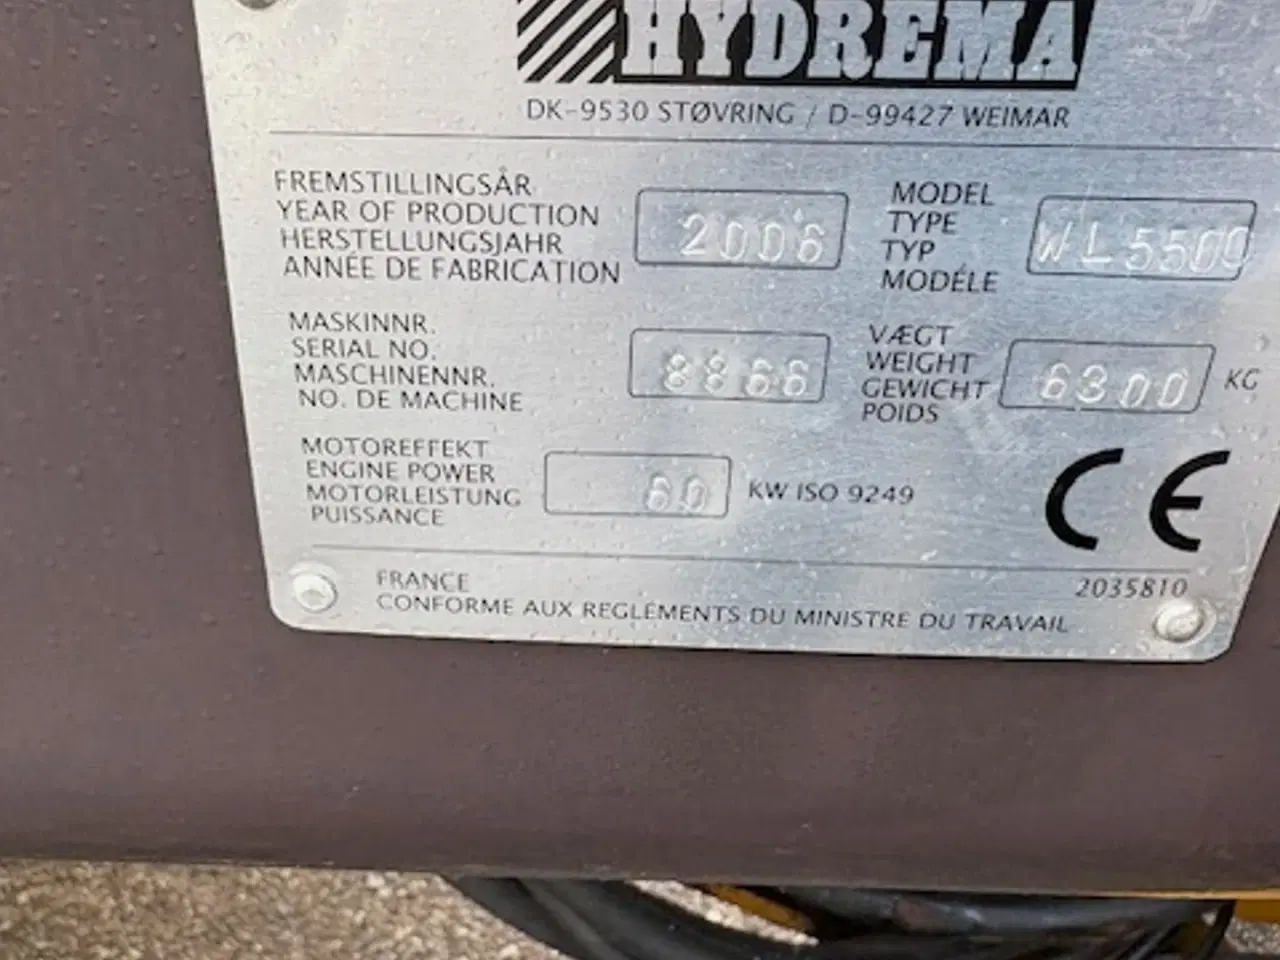 HYDREMA
DK-9530 STØVRING / D-99427 WEIMAR
FREMSTILLINGSÅR
YEAR OF PRODUCTION
HERSTELLUNGSJAHR
ANNÉE DE FABRICATION
2006
MODEL
TYPE
TYP
MODÉLE
WL5500
MASKINNR.
SERIAL NO.
MASCHINENNR.
NO. DE MACHINE
8866
VÆGT
WEIGHT
GEWICHT
POIDS
6300 KG
MOTOREFFEKT
ENGINE POWER
MOTORLEISTUNG
PUISSANCE
60 KW ISO 9249
CE
FRANCE
CONFORME AUX REGLÉMENTS DU MINISTRE DU TRAVAIL
2035810